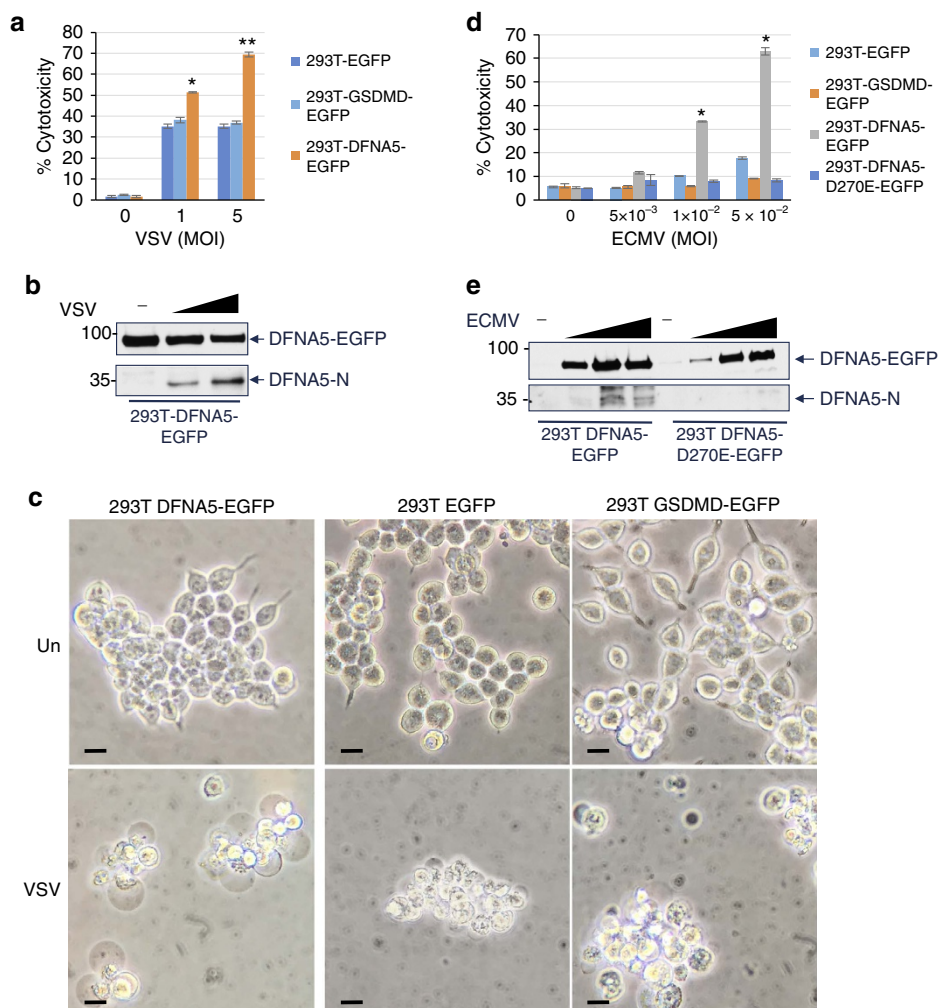 a
% Cytotoxicity
80
70
60
50
40
30
20
10
0
*
**
0 1 5
VSV (MOI)
293T-EGFP
293T-GSDMD-
EGFP
293T-DFNA5-
EGFP
d
% Cytotoxicity
70
60
50
40
30
20
10
0
*
*
0 5×10⁻³ 1×10⁻² 5 × 10⁻²
ECMV (MOI)
293T-EGFP
293T-GSDMD-
EGFP
293T-DFNA5-
EGFP
293T-DFNA5-
D270E-EGFP
b
VSV –
100
DFNA5-EGFP
35
DFNA5-N
293T-DFNA5-
EGFP
e
ECMV – –
100
DFNA5-EGFP
35
DFNA5-N
293T DFNA5-
EGFP
293T DFNA5-
D270E-EGFP
c
293T DFNA5-EGFP 293T EGFP 293T GSDMD-EGFP
Un
VSV